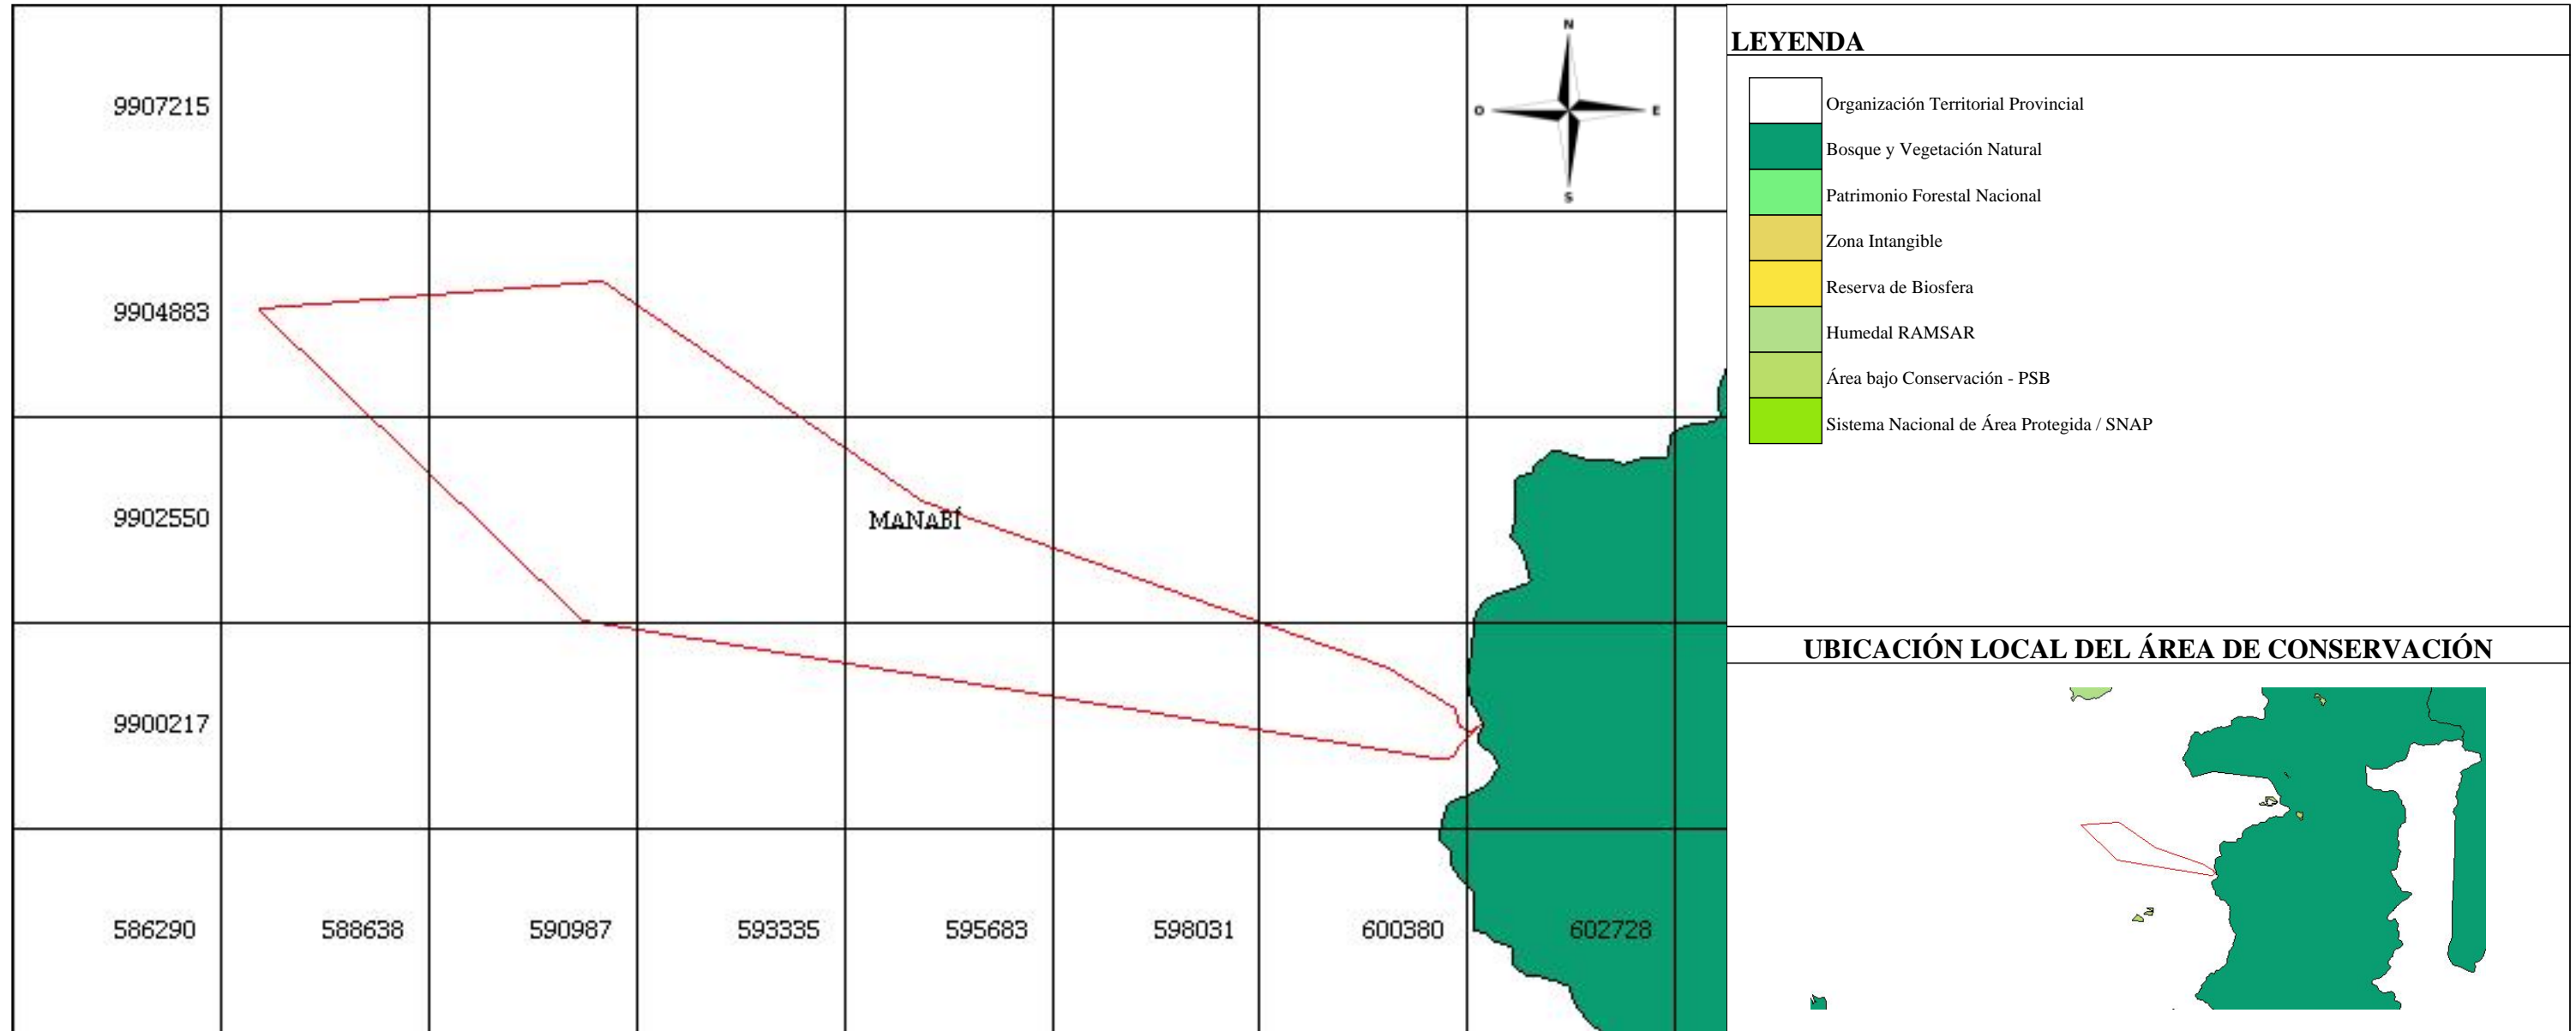 N
O E
S
9907215
9904883
9902550
9900217
MANABÍ
586290 588638 590987 593335 595683 598031 600380 602728
LEYENDA
Organización Territorial Provincial
Bosque y Vegetación Natural
Patrimonio Forestal Nacional
Zona Intangible
Reserva de Biosfera
Humedal RAMSAR
Área bajo Conservación - PSB
Sistema Nacional de Área Protegida / SNAP
UBICACIÓN LOCAL DEL ÁREA DE CONSERVACIÓN